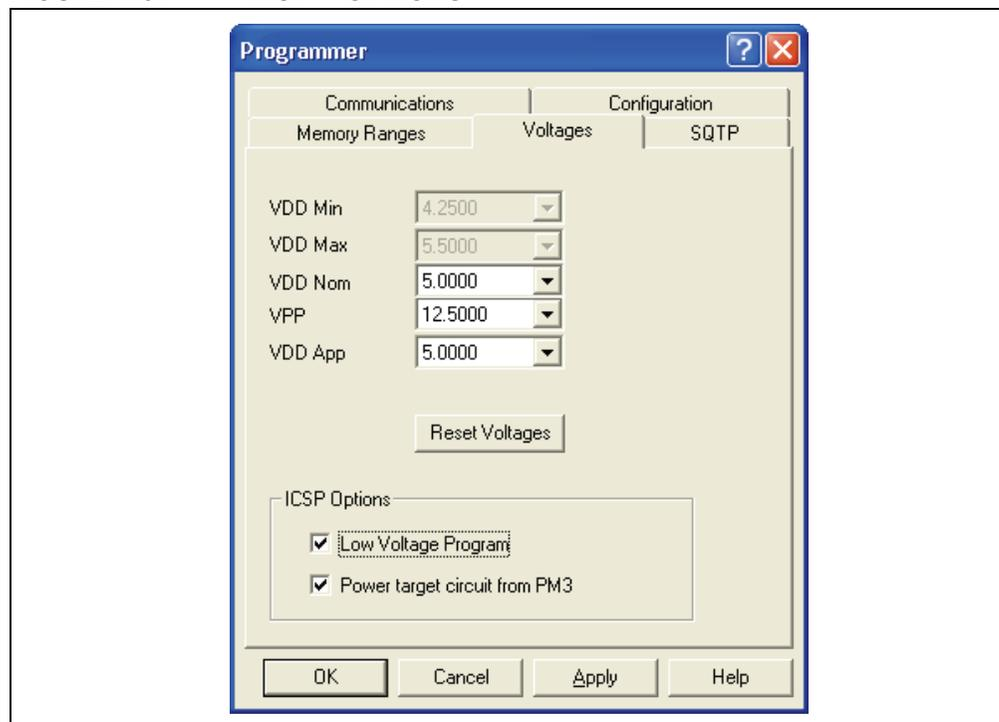 Programmer
Communications Configuration
Memory Ranges Voltages SQTP
VDD Min 4.2500
VDD Max 5.5000
VDD Nom 5.0000
VPP 12.5000
VDD App 5.0000
Reset Voltages
ICSP Options
Low Voltage Program
Power target circuit from PM3
OK Cancel Apply Help